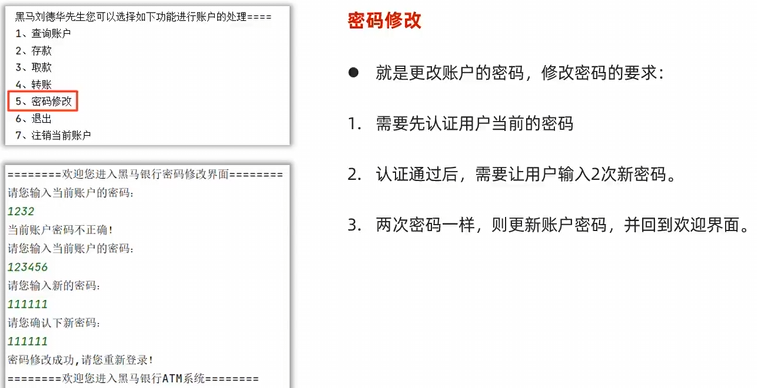 黑马刘德华先生您可以选择如下功能进行账户的处理====
1、查询账户
2、存款
3、取款
4、转账
5、密码修改
6、退出
7、注销当前账户
========欢迎您进入黑马银行密码修改界面========
请您输入当前账户的密码：
1232
当前账户密码不正确！
请您输入当前账户的密码：
123456
请您输入新的密码：
111111
请您确认下新密码：
111111
密码修改成功，请您重新登录！
========欢迎您进入黑马银行ATM系统========
密码修改
● 就是更改账户的密码，修改密码的要求：
1. 需要先认证用户当前的密码
2. 认证通过后，需要让用户输入2次新密码。
3. 两次密码一样，则更新账户密码，并回到欢迎界面。